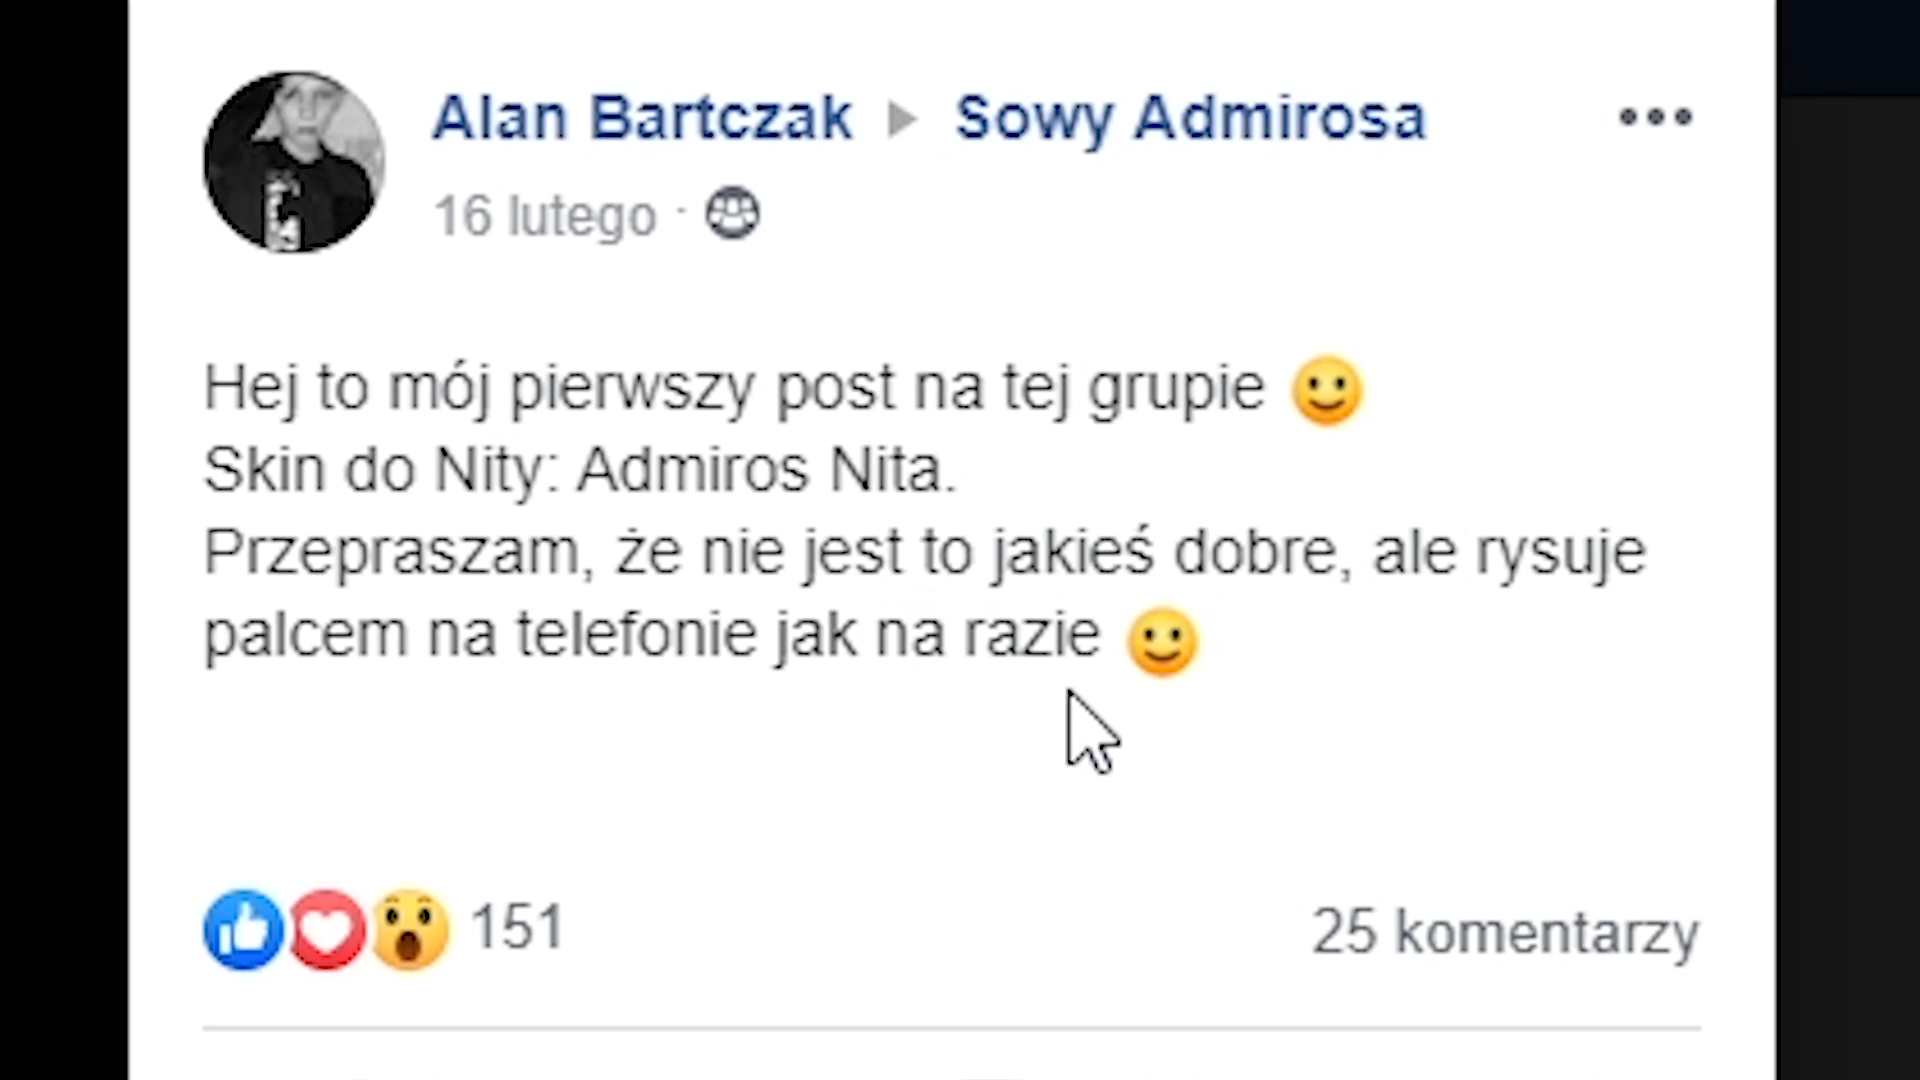 Alan Bartczak ▸ Sowy Admirosa
16 lutego ·
Hej to mój pierwszy post na tej grupie 🙂
Skin do Nity: Admiros Nita.
Przepraszam, że nie jest to jakieś dobre, ale rysuje
palcem na telefonie jak na razie 🙂
151
25 komentarzy